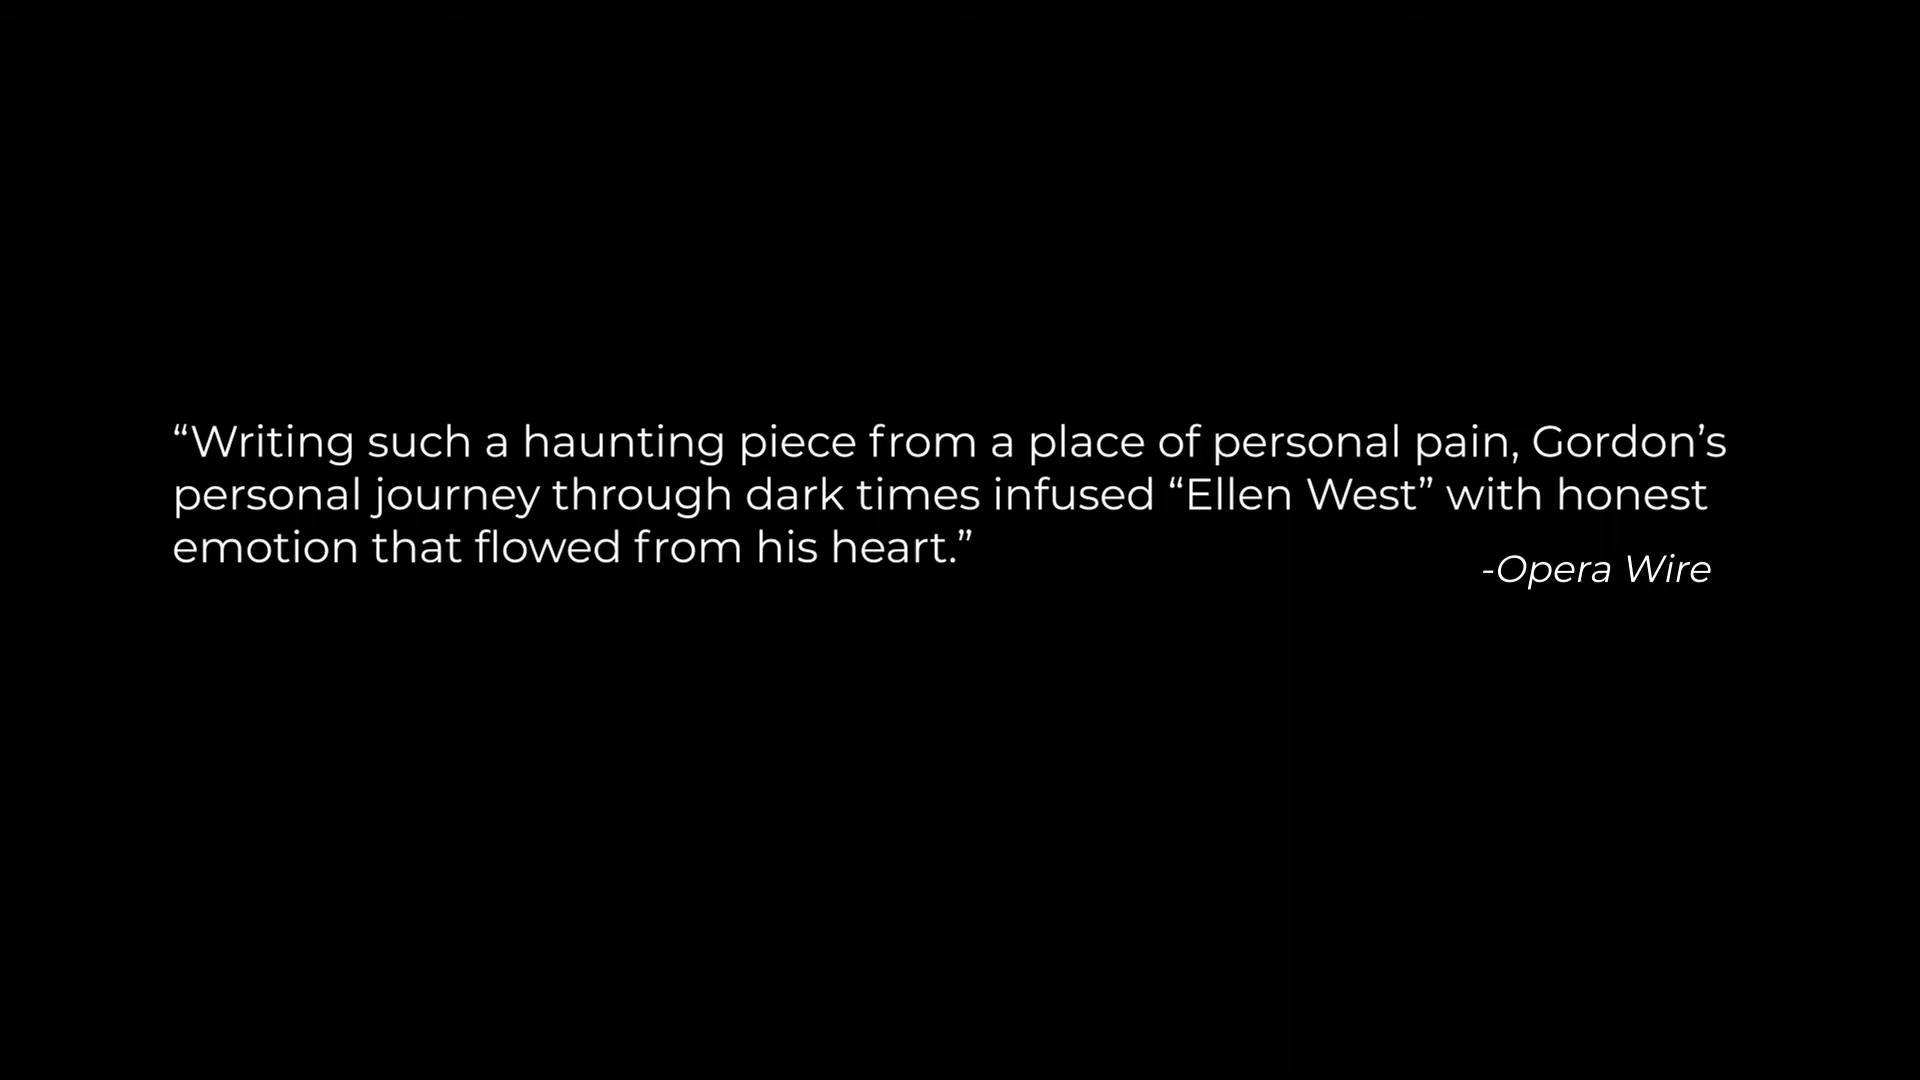 “Writing such a haunting piece from a place of personal pain, Gordon’s
personal journey through dark times infused “Ellen West” with honest
emotion that flowed from his heart.”
-Opera Wire